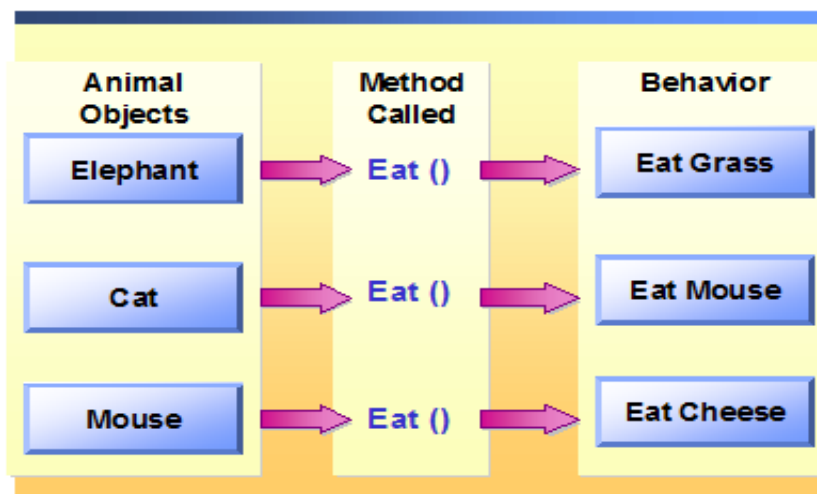 Animal
Objects
Method
Called
Behavior
Elephant
Eat ()
Eat Grass
Cat
Eat ()
Eat Mouse
Mouse
Eat ()
Eat Cheese